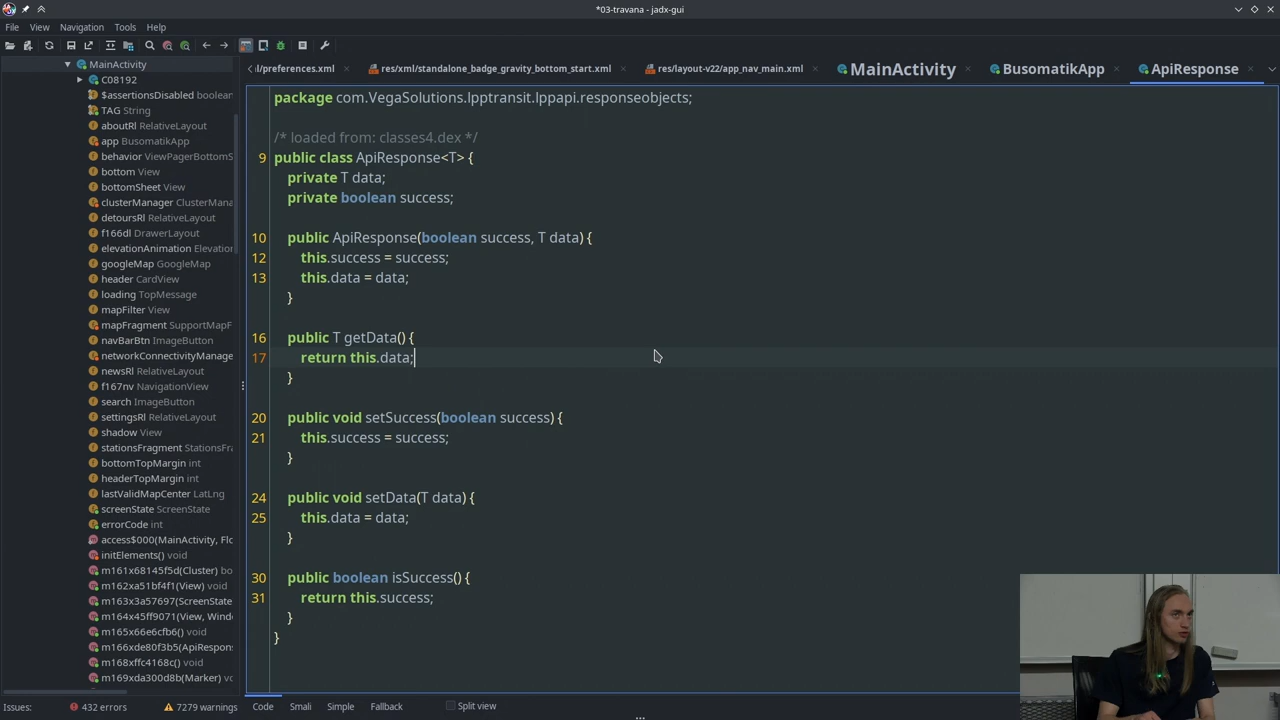 *03-travana - jadx-gui
File View Navigation Tools Help
l/preferences.xml res/xml/standalone_badge_gravity_bottom_start.xml res/layout-v22/app_nav_main.xml MainActivity BusomatikApp ApiResponse
MainActivity
C08192
$assertionsDisabled boolean
TAG String
aboutRl RelativeLayout
app BusomatikApp
behavior ViewPagerBottomS
bottom View
bottomSheet View
clusterManager ClusterMana
detoursRl RelativeLayout
f166dl DrawerLayout
elevationAnimation Elevation
googleMap GoogleMap
header CardView
loading TopMessage
mapFilter View
mapFragment SupportMapF
navBarBtn ImageButton
networkConnectivityManage
newsRl RelativeLayout
f167nv NavigationView
search ImageButton
settingsRl RelativeLayout
shadow View
stationsFragment StationsFra
bottomTopMargin int
headerTopMargin int
lastValidMapCenter LatLng
screenState ScreenState
errorCode int
access$000(MainActivity, Flo
initElements() void
m161x68145f5d(Cluster) bo
m162xa51bf4f1(View) void
m163x3a57697(ScreenState
m164x45ff9071(View, Windo
m165x66e6cfb6() void
m166xde80f3b5(ApiRespon
m168xffc4168c() void
m169xda300d8b(Marker) vo
package com.VegaSolutions.lpptransit.lppapi.responseobjects;
/* loaded from: classes4.dex */
9 public class ApiResponse<T> {
private T data;
private boolean success;
10 public ApiResponse(boolean success, T data) {
12 this.success = success;
13 this.data = data;
}
16 public T getData() {
17 return this.data;
}
20 public void setSuccess(boolean success) {
21 this.success = success;
}
24 public void setData(T data) {
25 this.data = data;
}
30 public boolean isSuccess() {
31 return this.success;
}
}
Issues: 432 errors 7279 warnings Code Smali Simple Fallback Split view